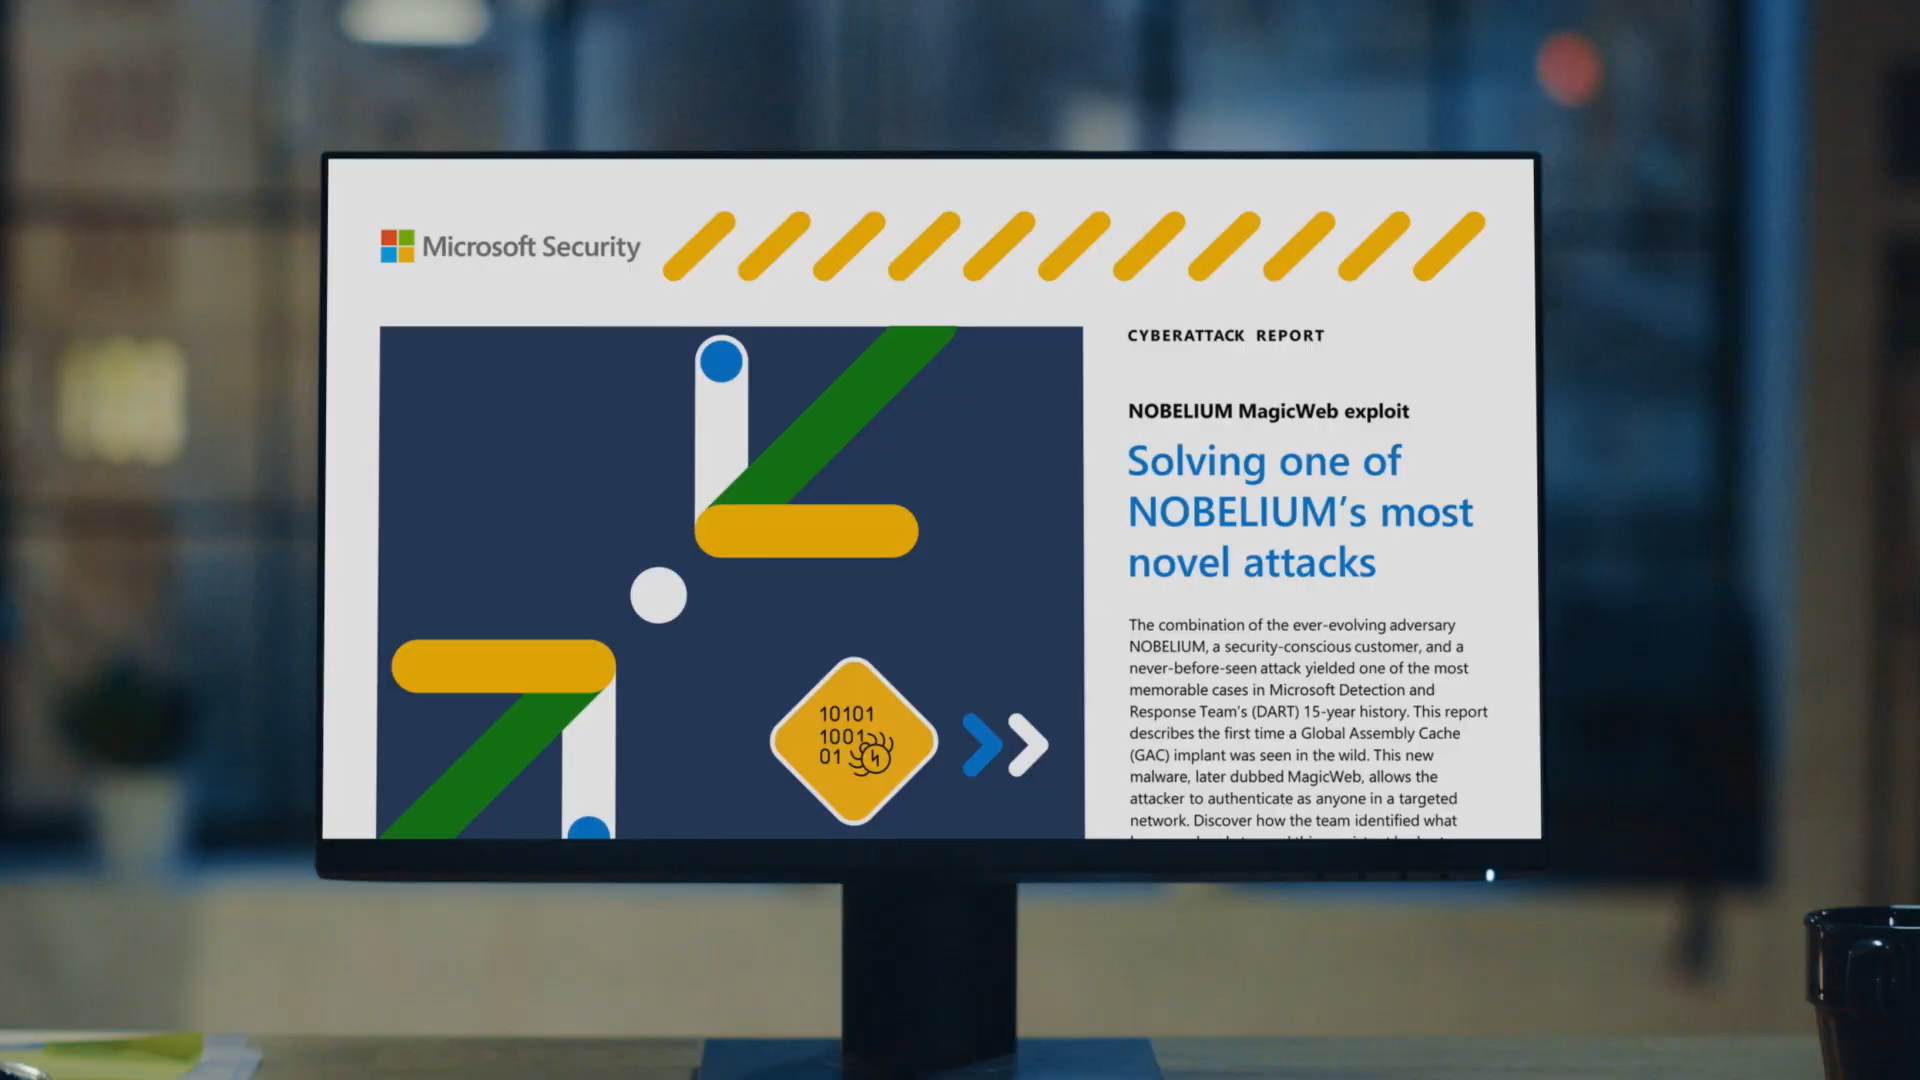 Microsoft Security
CYBERATTACK REPORT
NOBELIUM MagicWeb exploit
Solving one of
NOBELIUM's most
novel attacks
The combination of the ever-evolving adversary
NOBELIUM, a security-conscious customer, and a
never-before-seen attack yielded one of the most
memorable cases in Microsoft Detection and
Response Team's (DART) 15-year history. This report
describes the first time a Global Assembly Cache
(GAC) implant was seen in the wild. This new
malware, later dubbed MagicWeb, allows the
attacker to authenticate as anyone in a targeted
network. Discover how the team identified what
10101
1001
01